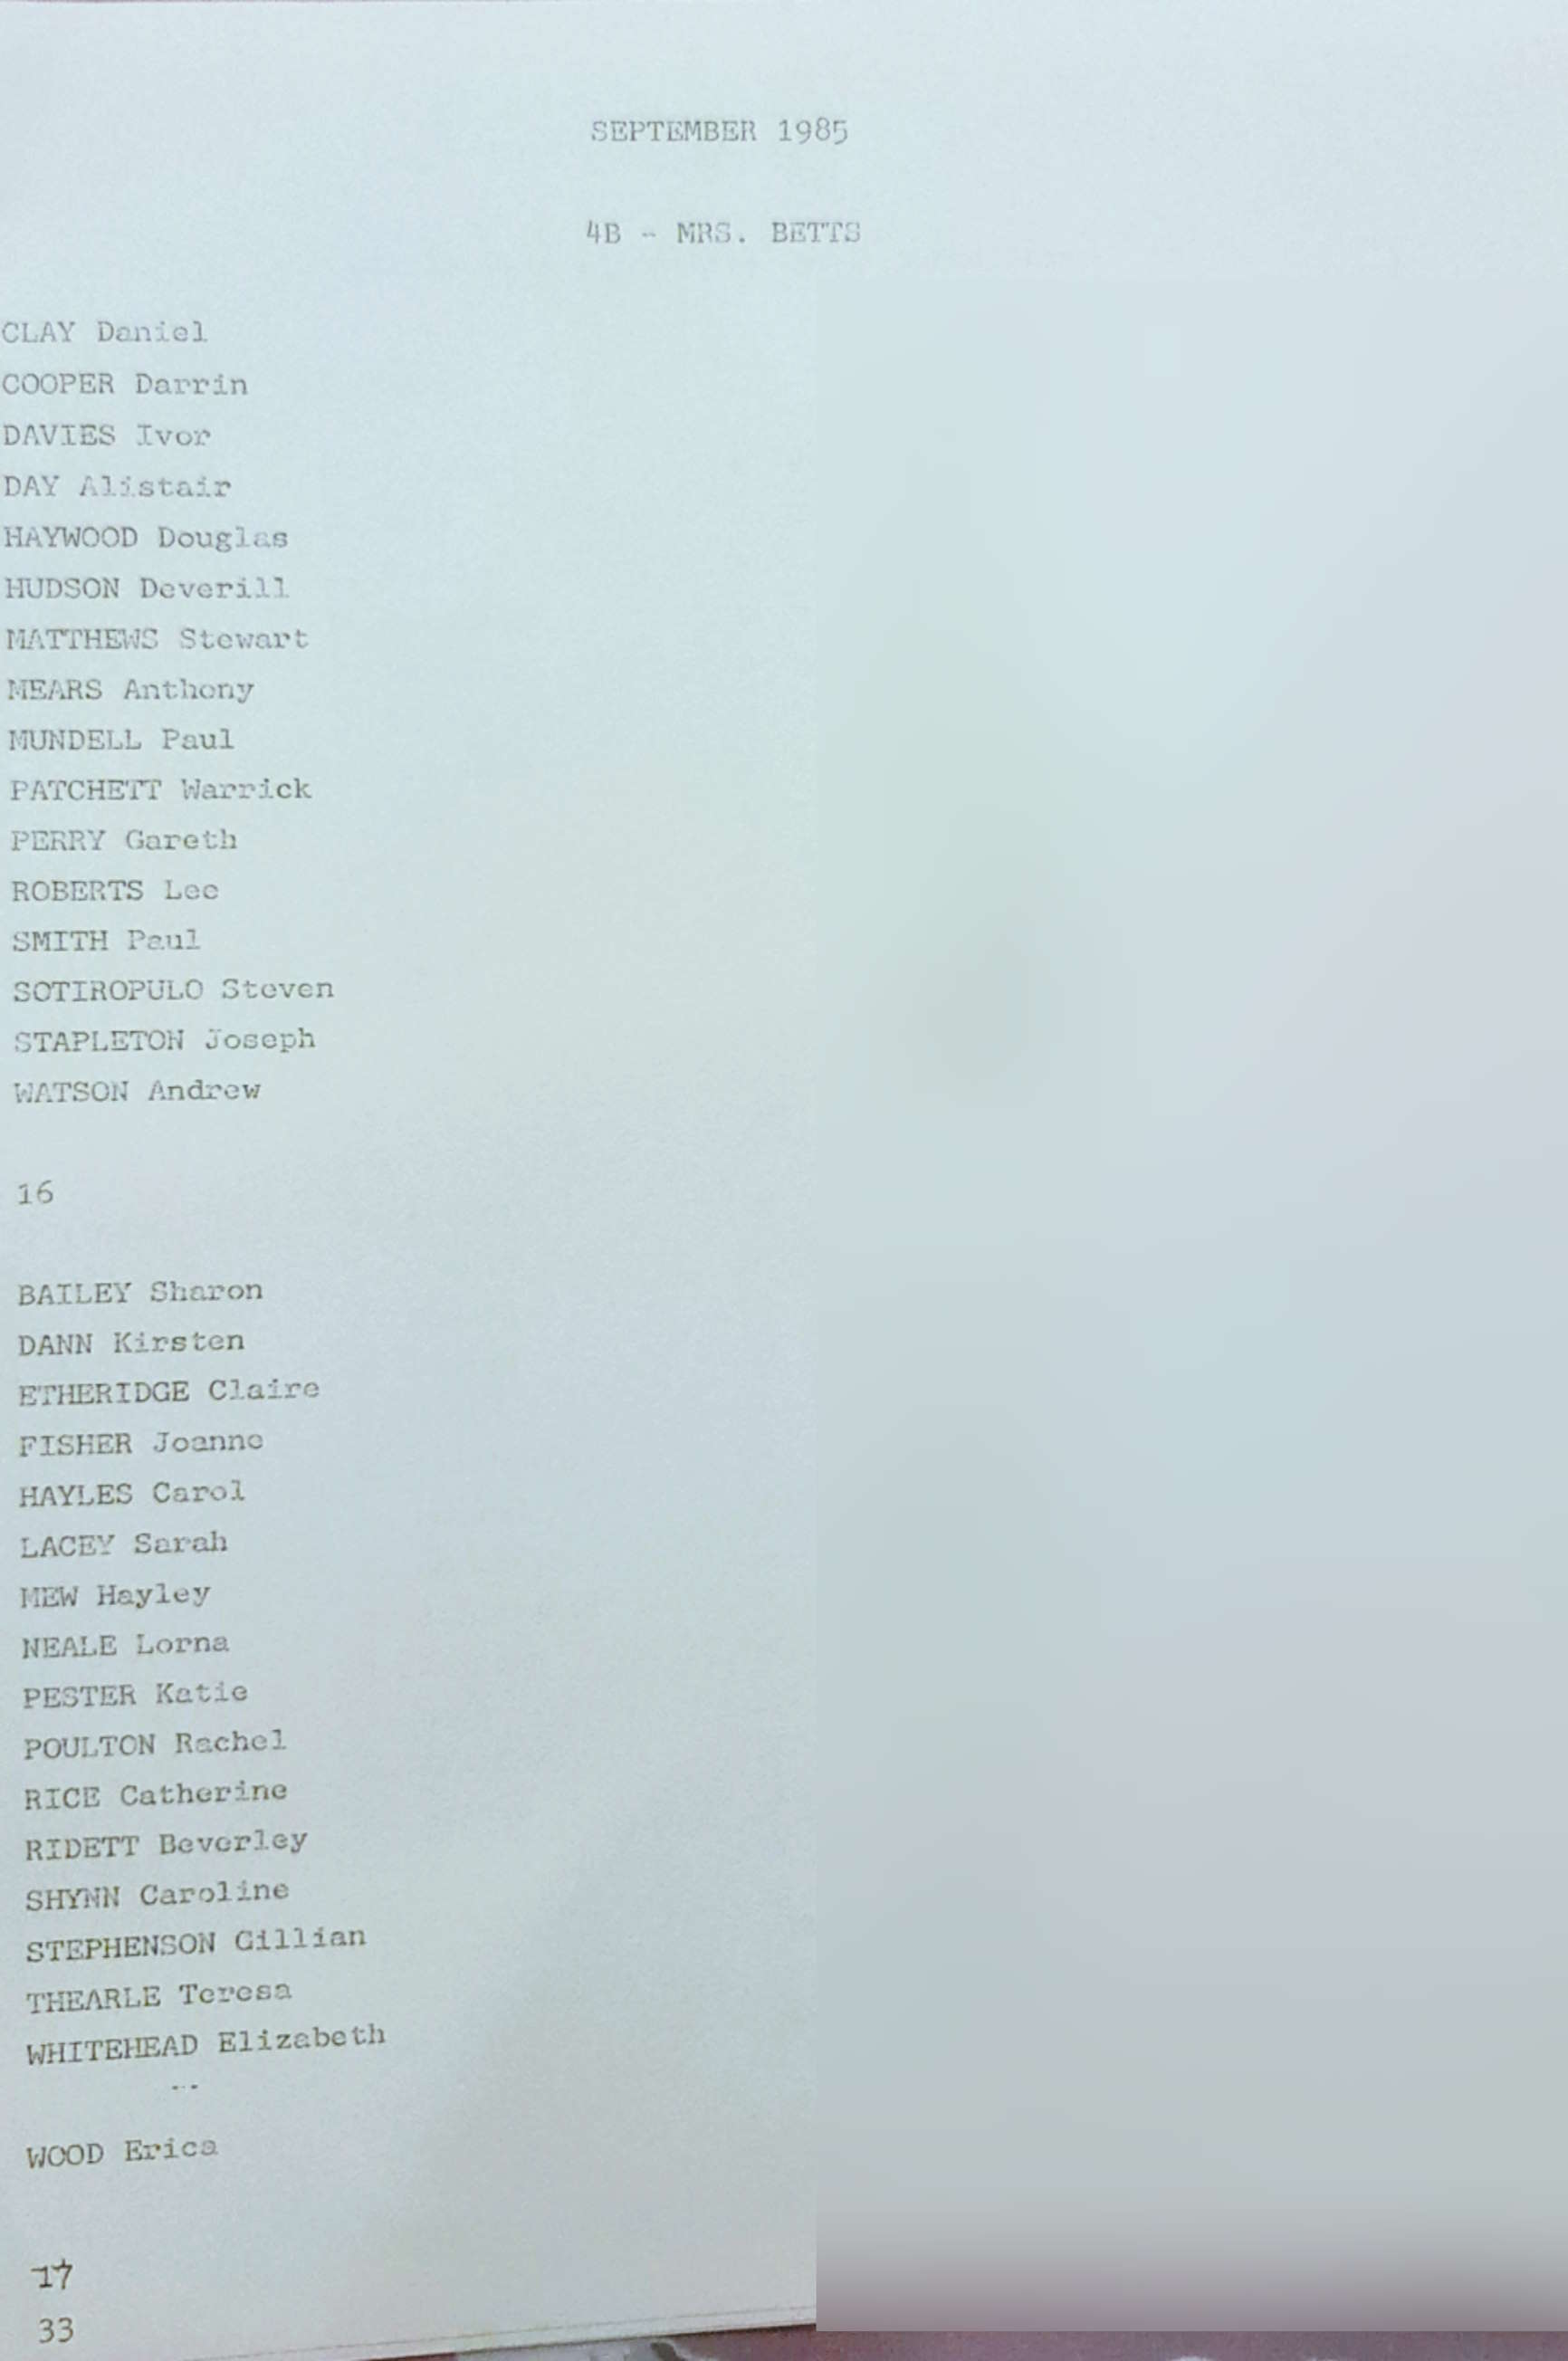 SEPTEMBER 1985
4B - MRS. BETTS
CLAY Daniel
COOPER Darrin
DAVIES Ivor
DAY Alistair
HAYWOOD Douglas
HUDSON Deverill
MATTHEWS Stewart
MEARS Anthony
MUNDELL Paul
PATCHETT Warrick
PERRY Gareth
ROBERTS Lee
SMITH Paul
SOTIROPULO Steven
STAPLETON Joseph
WATSON Andrew
16
BAILEY Sharon
DANN Kirsten
ETHERIDGE Claire
FISHER Joanne
HAYLES Carol
LACEY Sarah
MEW Hayley
NEALE Lorna
PESTER Katie
POULTON Rachel
RICE Catherine
RIDETT Beverley
SHYNN Caroline
STEPHENSON Gillian
THEARLE Teresa
WHITEHEAD Elizabeth
--
WOOD Erica
17
33